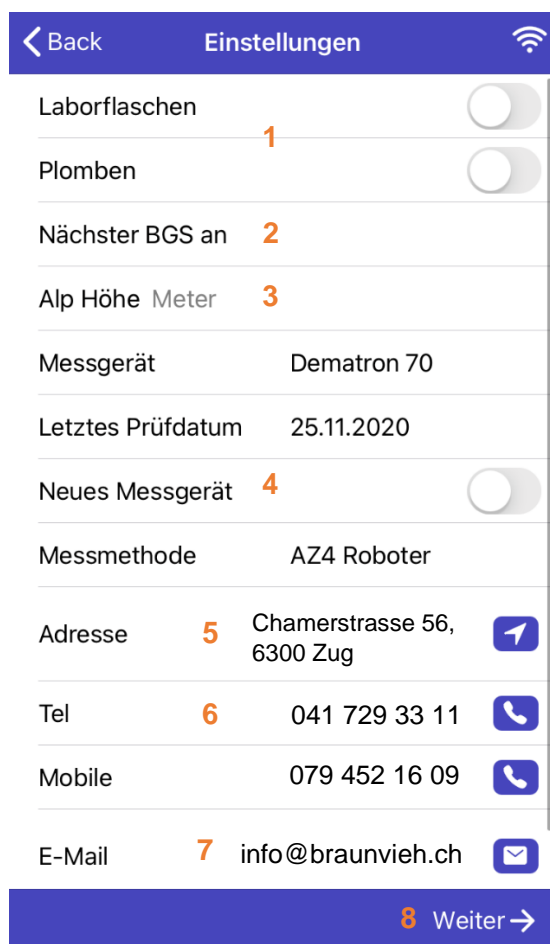 Back Einstellungen
Laborflaschen
1
Plomben
Nächster BGS an 2
Alp Höhe Meter 3
Messgerät Dematron 70
Letztes Prüfdatum 25.11.2020
Neues Messgerät 4
Messmethode AZ4 Roboter
Adresse 5 Chamerstrasse 56,
6300 Zug
Tel 6 041 729 33 11
Mobile 079 452 16 09
E-Mail 7 info@braunvieh.ch
8 Weiter